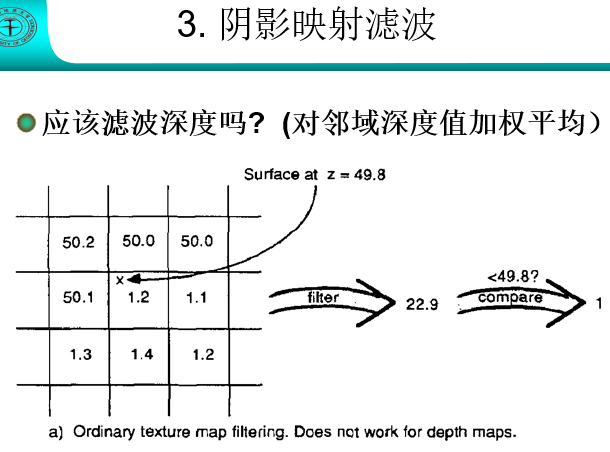 3. 阴影映射滤波
应该滤波深度吗? (对邻域深度值加权平均)
Surface at z = 49.8
50.2 50.0 50.0
<49.8?
x
50.1 1.2 1.1 filter 22.9 compare 1
1.3 1.4 1.2
a) Ordinary texture map filtering. Does not work for depth maps.